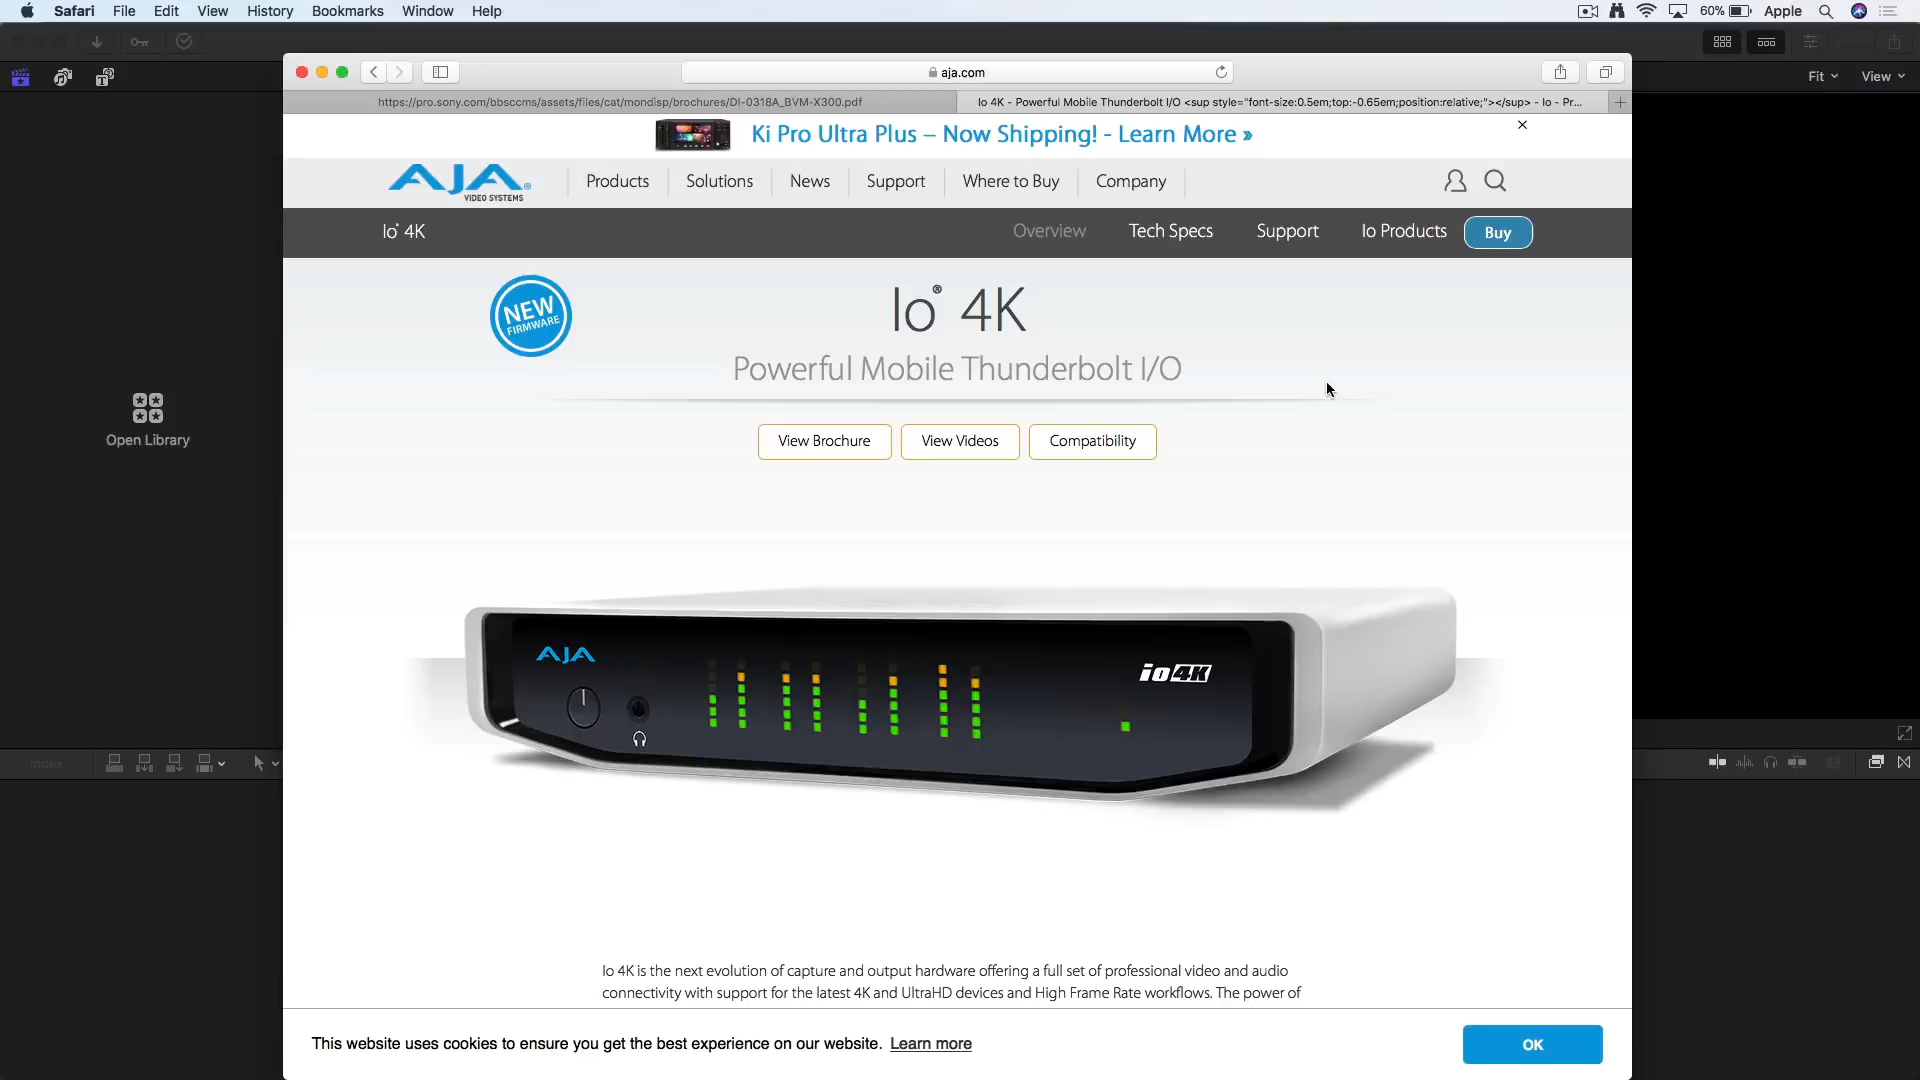 Safari File Edit View History Bookmarks Window Help
60% Apple
Fit View
aja.com
https://pro.sony.com/bbsccms/assets/files/cat/mondisp/brochures/DI-0318A_BVM-X300.pdf
Io 4K - Powerful Mobile Thunderbolt I/O <sup style="font-size:0.5em;top:-0.65em;position:relative;"></sup> - Io - Pr...
Ki Pro Ultra Plus – Now Shipping! - Learn More »
AJA®
VIDEO SYSTEMS
Products Solutions News Support Where to Buy Company
Io® 4K
Overview Tech Specs Support Io Products Buy
NEW
FIRMWARE
Io® 4K
Powerful Mobile Thunderbolt I/O
View Brochure View Videos Compatibility
Open Library
AJA
io4K
Index
Io 4K is the next evolution of capture and output hardware offering a full set of professional video and audio
connectivity with support for the latest 4K and UltraHD devices and High Frame Rate workflows. The power of
This website uses cookies to ensure you get the best experience on our website. Learn more
OK